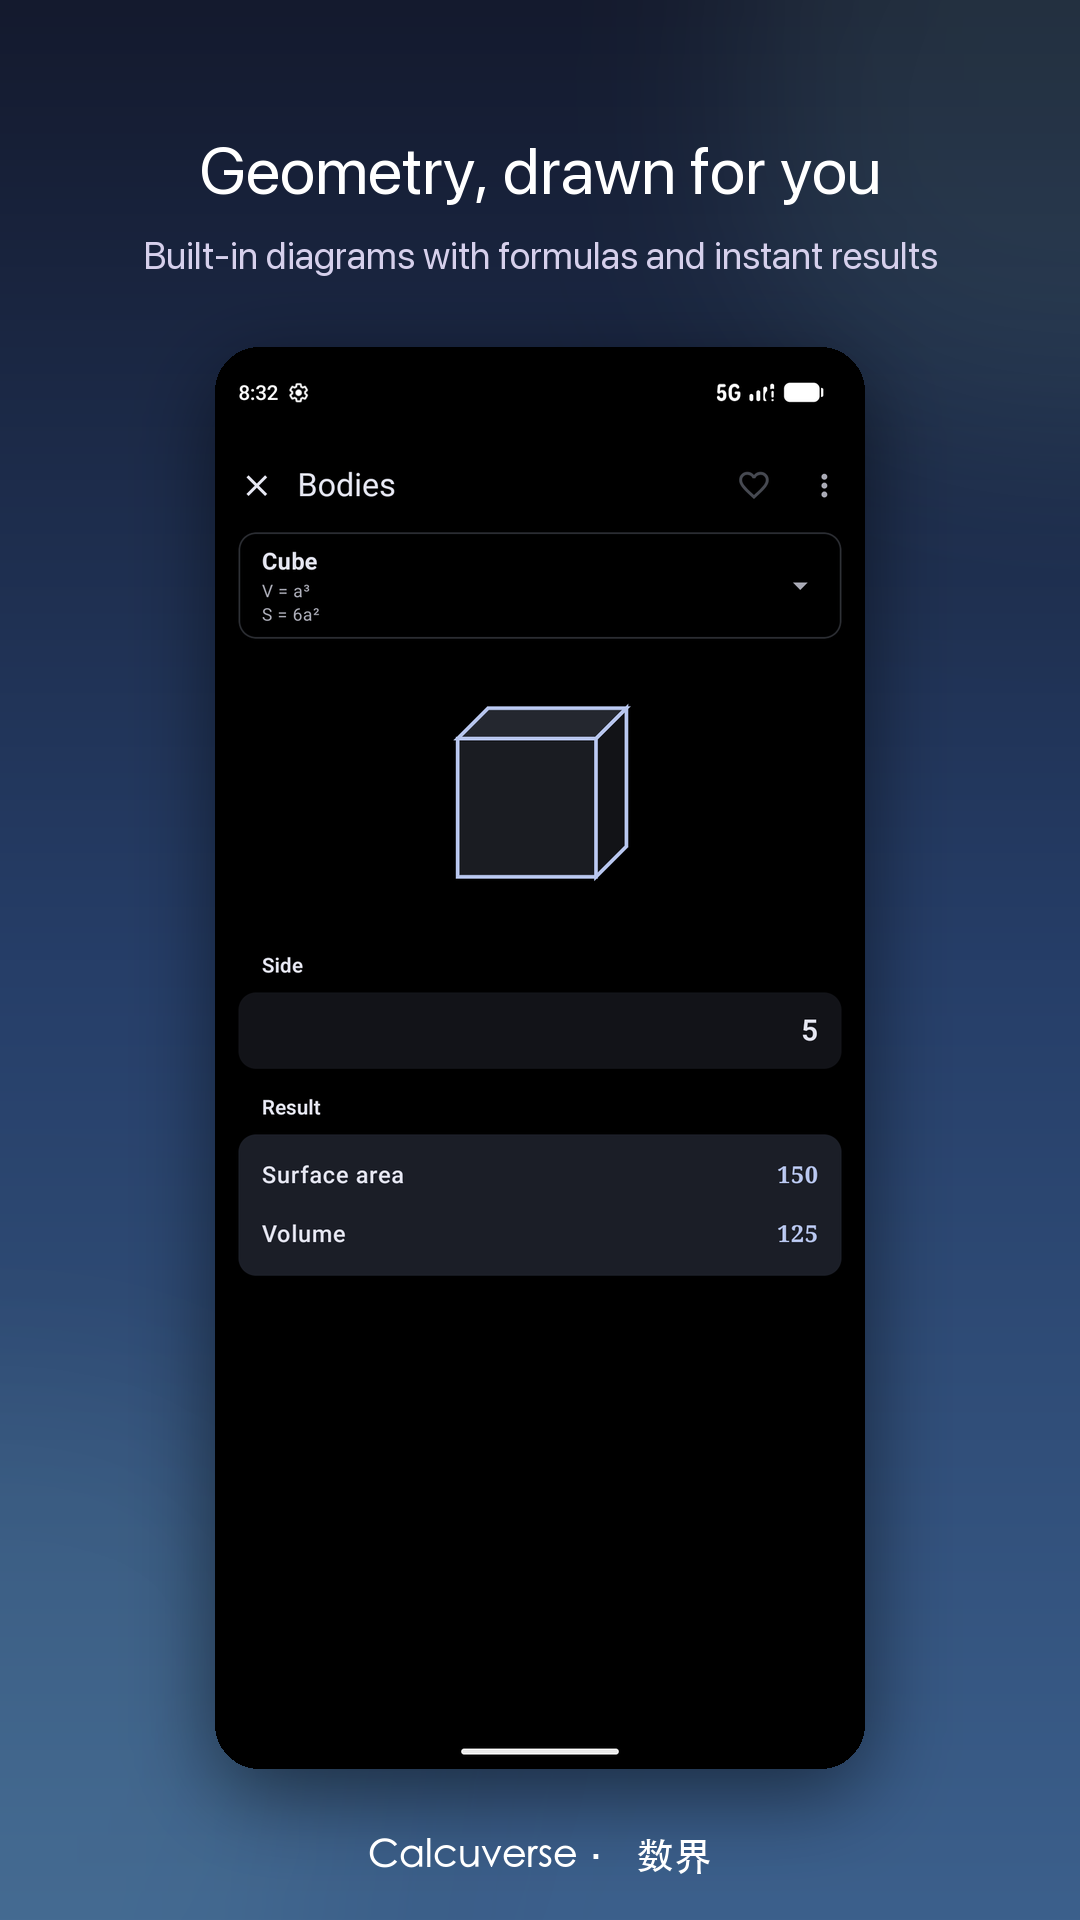 Geometry, drawn for you
Built-in diagrams with formulas and instant results
8:32 5G
Bodies
Cube
V = a³
S = 6a²
Side
5
Result
Surface area 150
Volume 125
Calcuverse · 数界